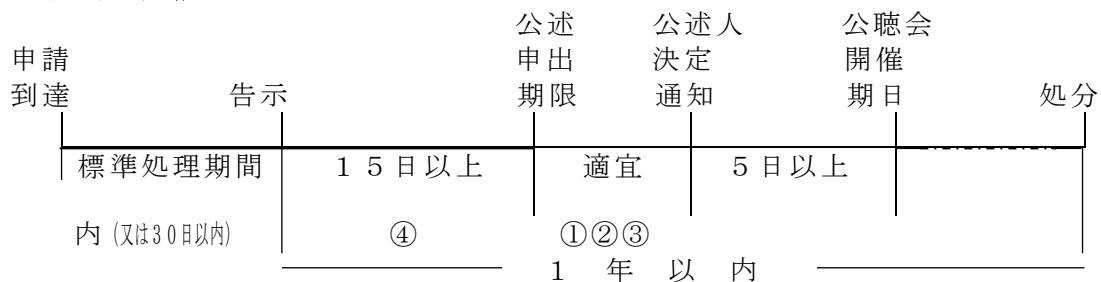 公述 公述人 公聴会
申請 申出 決定 開催
到達 告示 期限 通知 期日 処分
標準処理期間 15日以上 適宜 5日以上
内(又は30日以内) ④ ①②③
1年以内